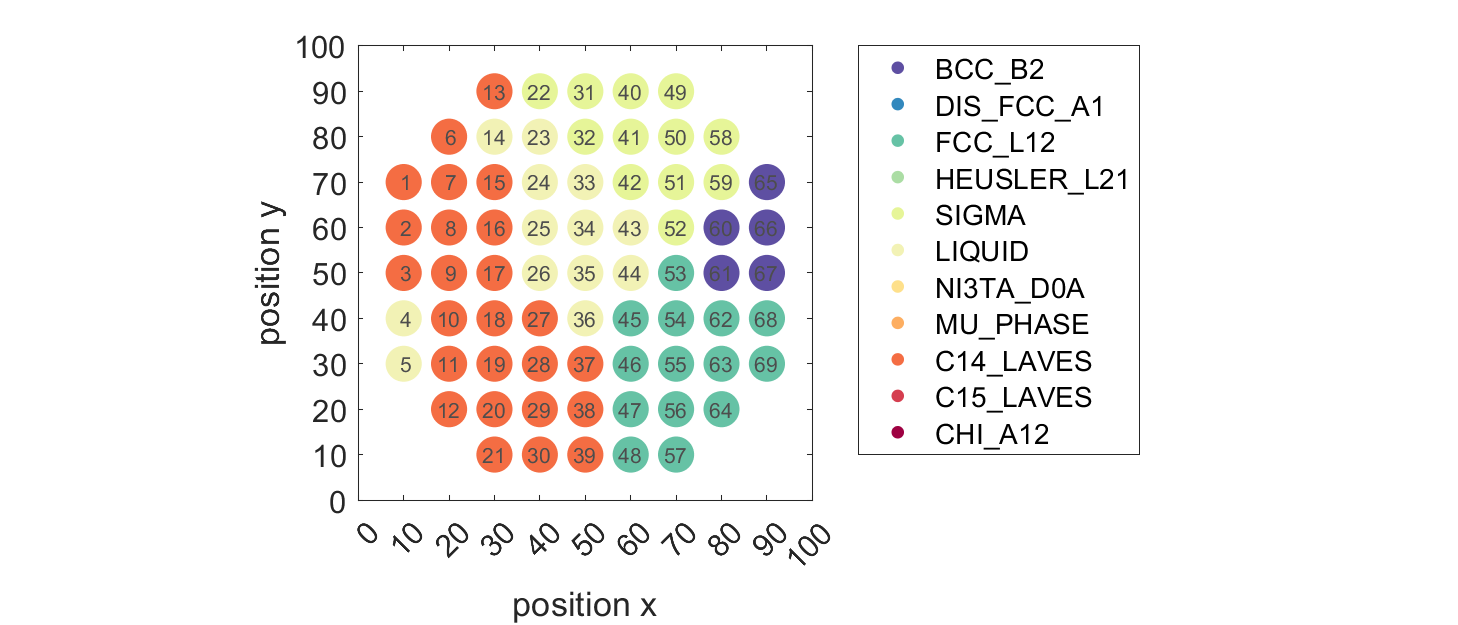 100
90
80
70
60
50
40
30
20
10
0
position y
13 22 31 40 49
6 14 23 32 41 50 58
1 7 15 24 33 42 51 59 65
2 8 16 25 34 43 52 60 66
3 9 17 26 35 44 53 61 67
4 10 18 27 36 45 54 62 68
5 11 19 28 37 46 55 63 69
12 20 29 38 47 56 64
21 30 39 48 57
0 10 20 30 40 50 60 70 80 90 100
position x
BCC_B2
DIS_FCC_A1
FCC_L12
HEUSLER_L21
SIGMA
LIQUID
NI3TA_D0A
MU_PHASE
C14_LAVES
C15_LAVES
CHI_A12